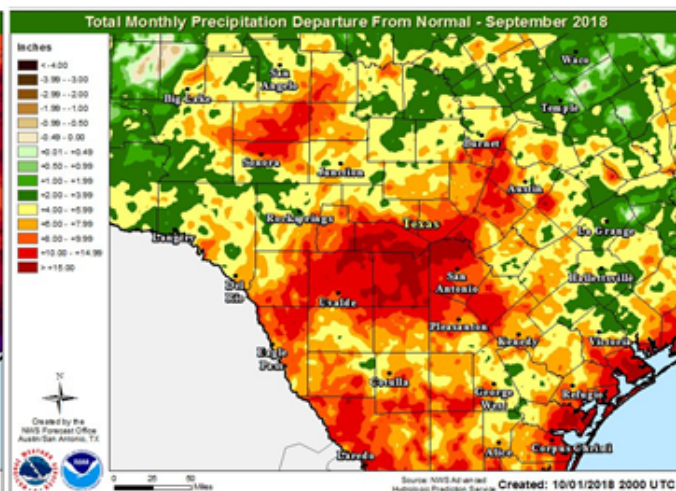 Total Monthly Precipitation Departure From Normal - September 2018
Inches
< -4.00
-3.99 - -3.00
-2.99 - -2.00
-1.99 - -1.00
-0.99 - -0.50
-0.49 - 0.00
+0.01 - +0.49
+0.50 - +0.99
+1.00 - +1.99
+2.00 - +3.99
+4.00 - +5.99
+6.00 - +7.99
+8.00 - +9.99
+10.00 - +14.99
> +15.00
Waco
San
Angelo
Big Lake
Temple
Burnet
Sonora
Junction
Austin
Rocksprings
Texas
La Grange
Langtry
Hallettsville
San
Antonio
Del
Rio
Uvalde
Pleasanton
Kenedy
Victoria
Eagle
Pass
Cotulla
George
West
Refugio
Alice
Corpus Christi
Laredo
N
Created by the
NWS Forecast Office
Austin/San Antonio, TX
0 25 50
Miles
Source: NWS Advanced
Hydrologic Prediction Service
Created: 10/01/2018 2000 UTC